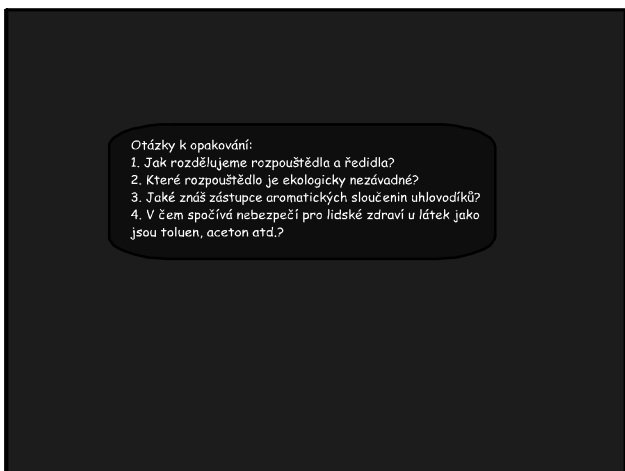 Otázky k opakování:
1. Jak rozdělujeme rozpouštědla a ředidla?
2. Které rozpouštědlo je ekologicky nezávadné?
3. Jaké znáš zástupce aromatických sloučenin uhlovodíků?
4. V čem spočívá nebezpečí pro lidské zdraví u látek jako
jsou toluen, aceton atd.?